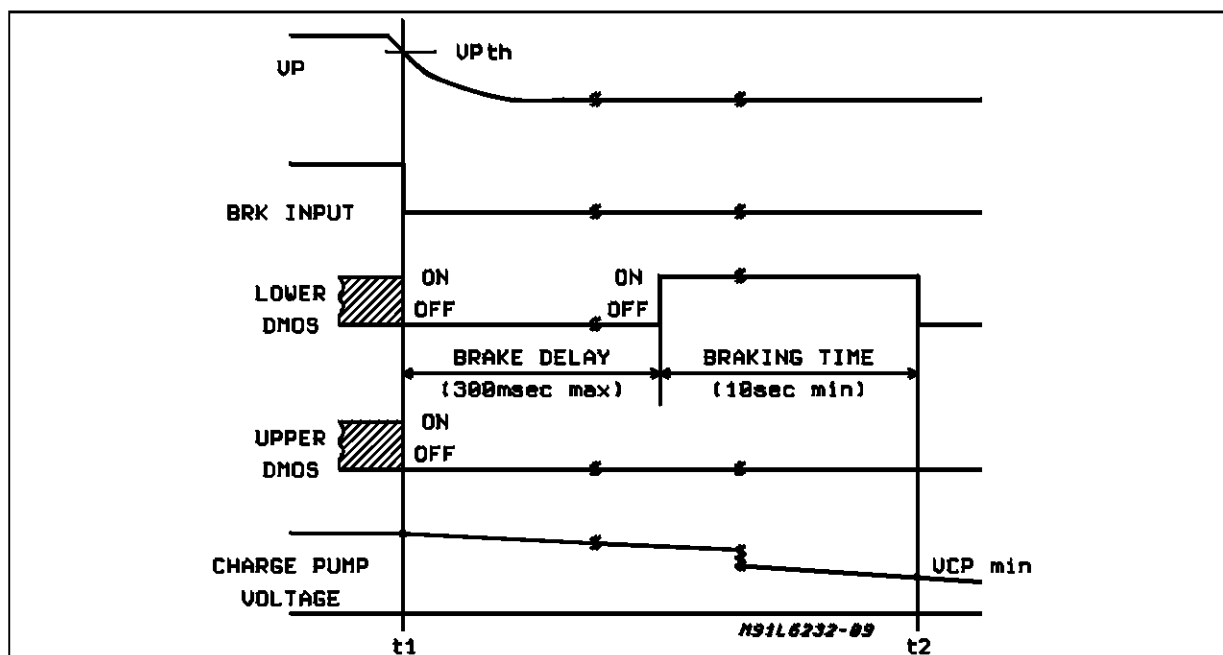 VPth
VP
BRK INPUT
ON
ON
LOWER
OFF
OFF
DMOS
BRAKE DELAY
BRAKING TIME
(300msec max)
(10sec min)
ON
UPPER
OFF
DMOS
CHARGE PUMP
VCP min
VOLTAGE
M91L6232-09
t1
t2